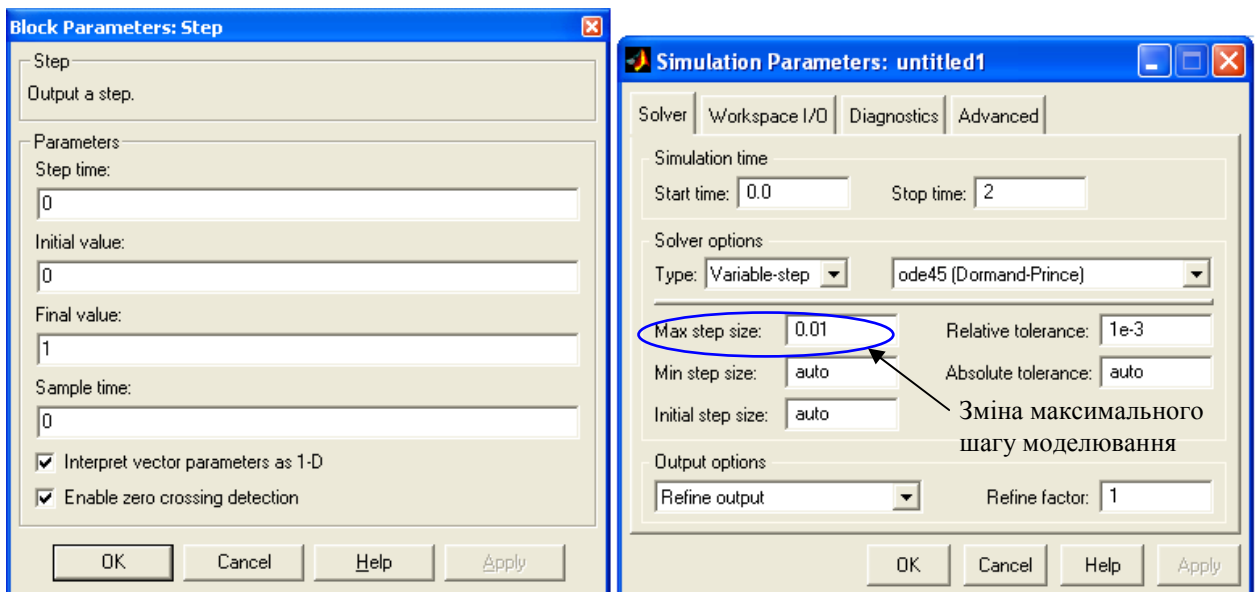 Block Parameters: Step
Step
Output a step.
Parameters
Step time:
0
Initial value:
0
Final value:
1
Sample time:
0
Interpret vector parameters as 1-D
Enable zero crossing detection
OK Cancel Help Apply
Simulation Parameters: untitled1
Solver Workspace I/O Diagnostics Advanced
Simulation time
Start time: 0.0 Stop time: 2
Solver options
Type: Variable-step ode45 (Dormand-Prince)
Max step size: 0.01 Relative tolerance: 1e-3
Min step size: auto Absolute tolerance: auto
Initial step size: auto
Зміна максимального
шагу моделювання
Output options
Refine output Refine factor: 1
OK Cancel Help Apply